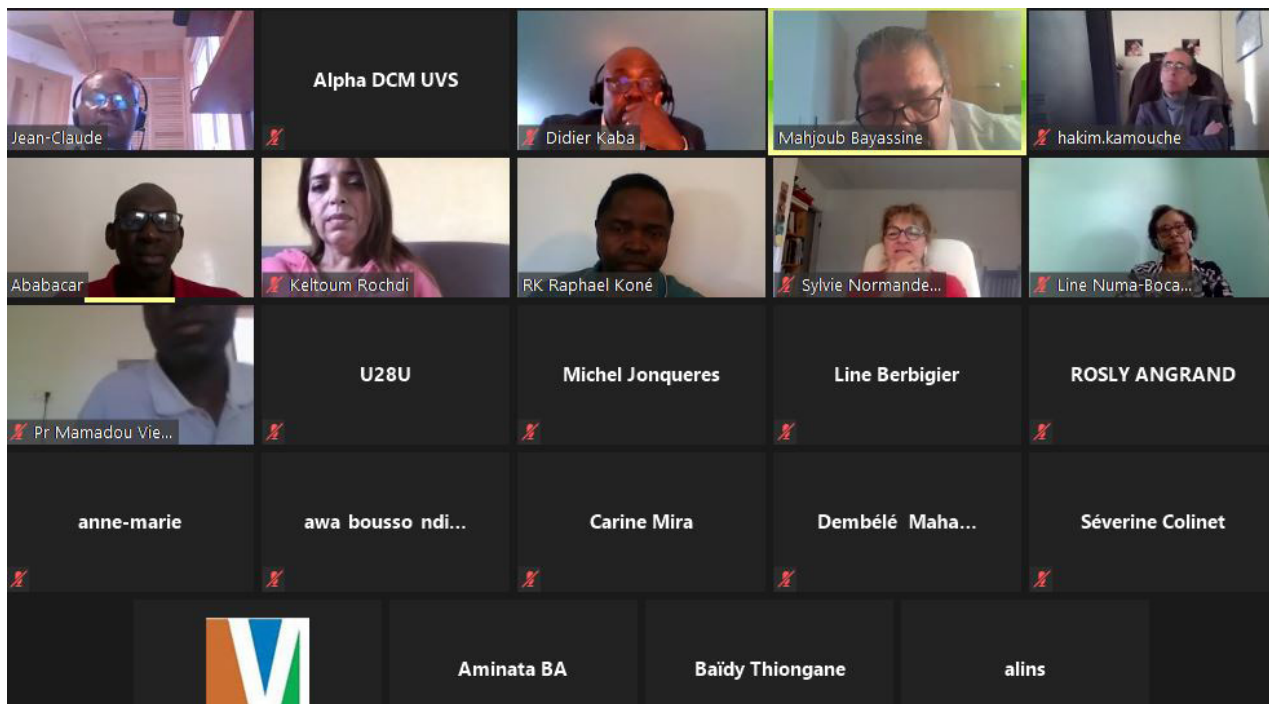 Jean-Claude
Alpha DCM UVS
Didier Kaba
Mahjoub Bayassine
hakim.kamouche
Ababacar
Keltoum Rochdi
RK Raphael Koné
Sylvie Normande...
Line Numa-Boca...
Pr Mamadou Vie...
U28U
Michel Jonqueres
Line Berbigier
ROSLY ANGRAND
anne-marie
awa bousso ndi...
Carine Mira
Dembélé Maha...
Séverine Colinet
Aminata BA
Baïdy Thiongane
alins